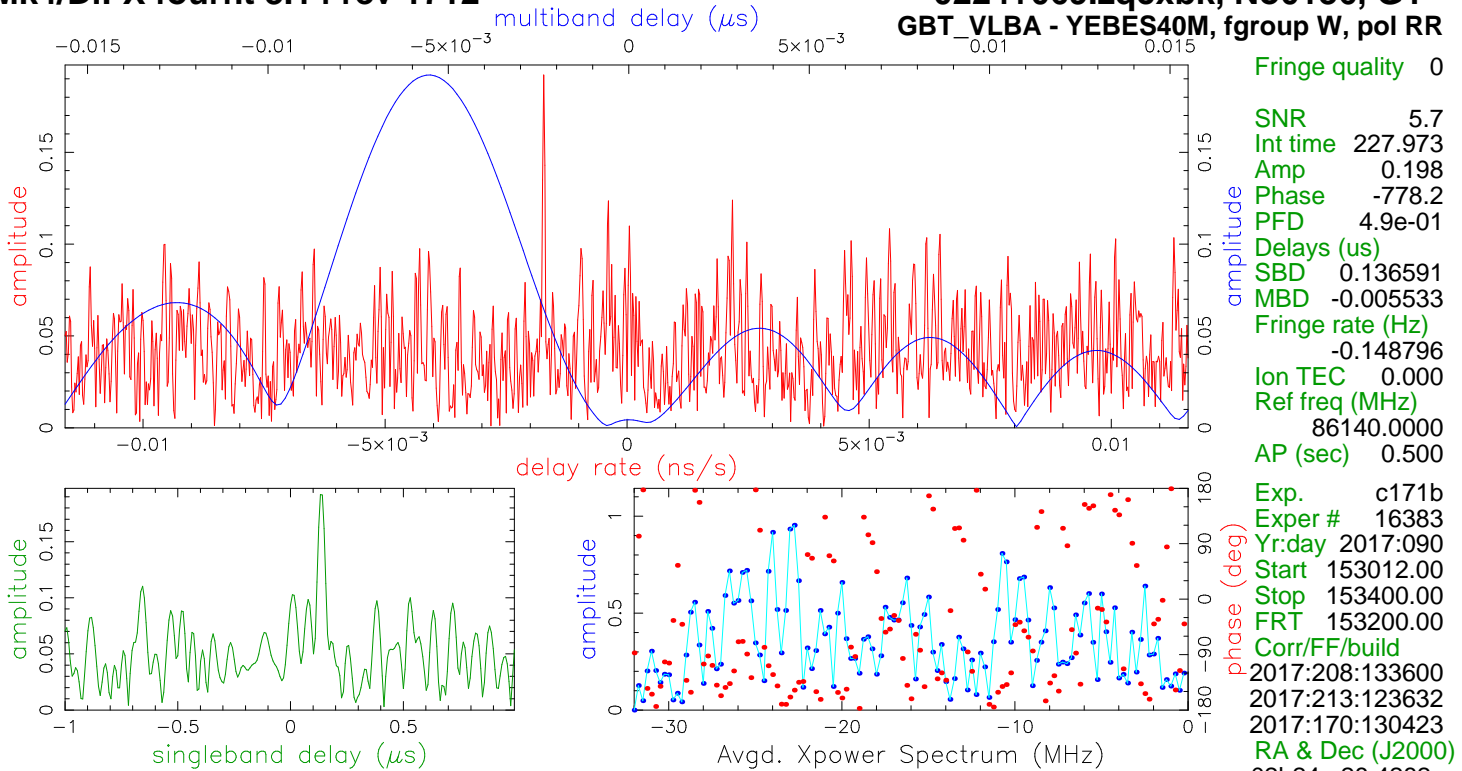 multiband delay (μs)
GBT_VLBA - YEBES40M, fgroup W, pol RR
−0.015 −0.01 −5×10⁻³ 0 5×10⁻³ 0.01 0.015
amplitude
0 0.05 0.1 0.15
0 0.05 0.1 0.15
amplitude
−0.01 −5×10⁻³ 0 5×10⁻³ 0.01
delay rate (ns/s)
Fringe quality 0
SNR 5.7
Int time 227.973
Amp 0.198
Phase -778.2
PFD 4.9e-01
Delays (us)
SBD 0.136591
MBD -0.005533
Fringe rate (Hz)
-0.148796
Ion TEC 0.000
Ref freq (MHz)
86140.0000
AP (sec) 0.500
Exp. c171b
Exper # 16383
Yr:day 2017:090
Start 153012.00
Stop 153400.00
FRT 153200.00
Corr/FF/build
2017:208:133600
2017:213:123632
2017:170:130423
RA & Dec (J2000)
amplitude
0 0.05 0.1 0.15
−1 −0.5 0 0.5
singleband delay (μs)
amplitude
0 0.5 1
−30 −20 −10 0
Avgd. Xpower Spectrum (MHz)
180 90 0 −90 −180
phase (deg)